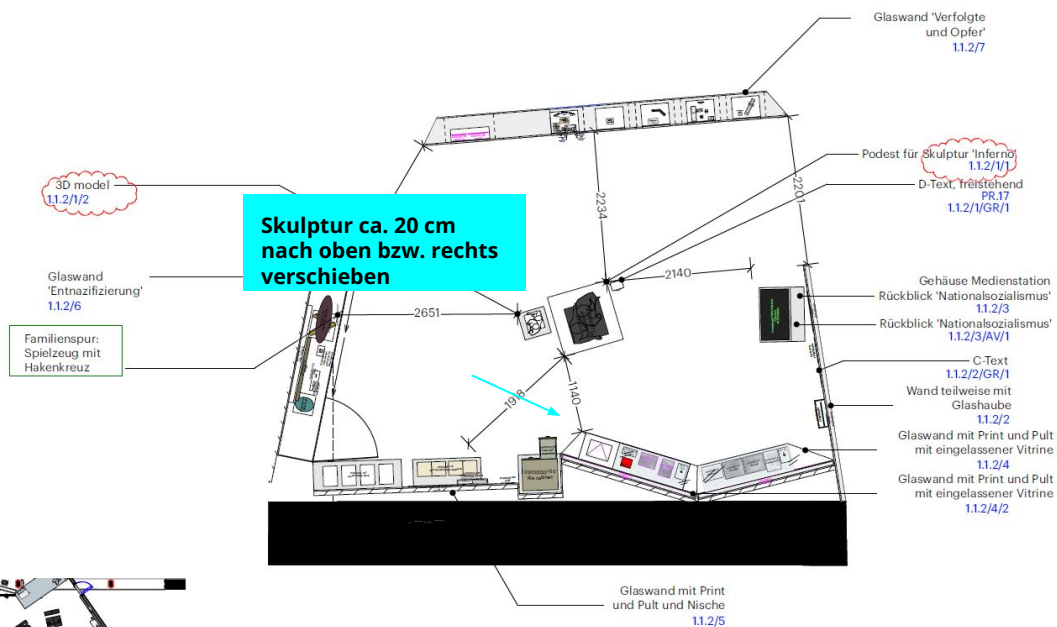 Glaswand 'Verfolgte
und Opfer'
1.1.2/7
Podest für Skulptur 'Inferno'
1.1.2/1/1
D-Text, freistehend
PR.17
1.1.2/1/GR/1
3D model
1.1.2/1/2
Skulptur ca. 20 cm
nach oben bzw. rechts
verschieben
2234
2201
2140
2651
1918
1140
Glaswand
'Entnazifizierung'
1.1.2/6
Familienspur:
Spielzeug mit
Hakenkreuz
Gehäuse Medienstation
Rückblick 'Nationalsozialismus'
1.1.2/3
Rückblick 'Nationalsozialismus'
1.1.2/3/AV/1
C-Text
1.1.2/2/GR/1
Wand teilweise mit
Glashaube
1.1.2/2
Glaswand mit Print und Pult
mit eingelassener Vitrine
1.1.2/4
Glaswand mit Print und Pult
mit eingelassener Vitrine
1.1.2/4/2
file cabinet
Glaswand mit Print
und Pult und Nische
1.1.2/5